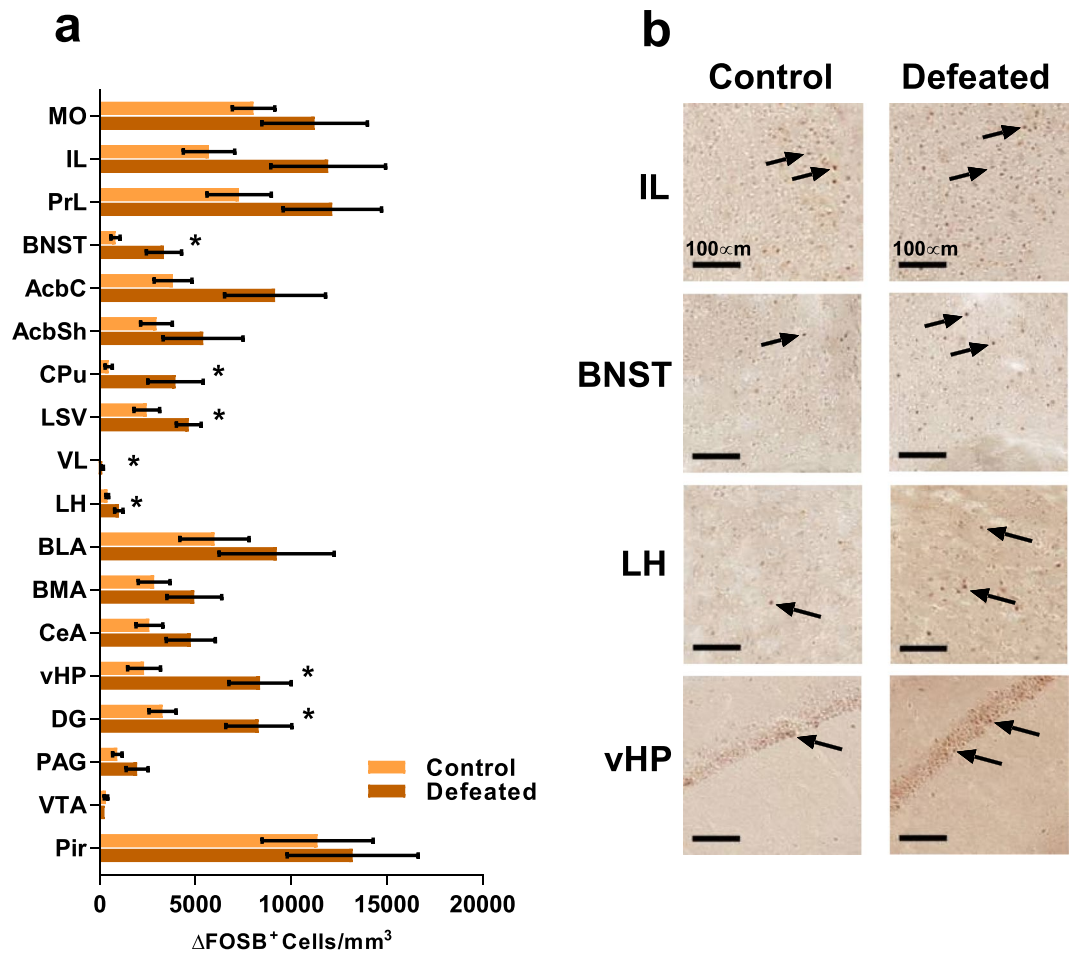 a
MO
IL
PrL
BNST *
AcbC
AcbSh
CPu *
LSV *
VL *
LH *
BLA
BMA
CeA
vHP *
DG *
PAG
VTA
Pir
Control
Defeated
0 5000 10000 15000 20000
∆FOSB⁺ Cells/mm³
b
Control Defeated
IL
100∝m 100∝m
BNST
LH
vHP